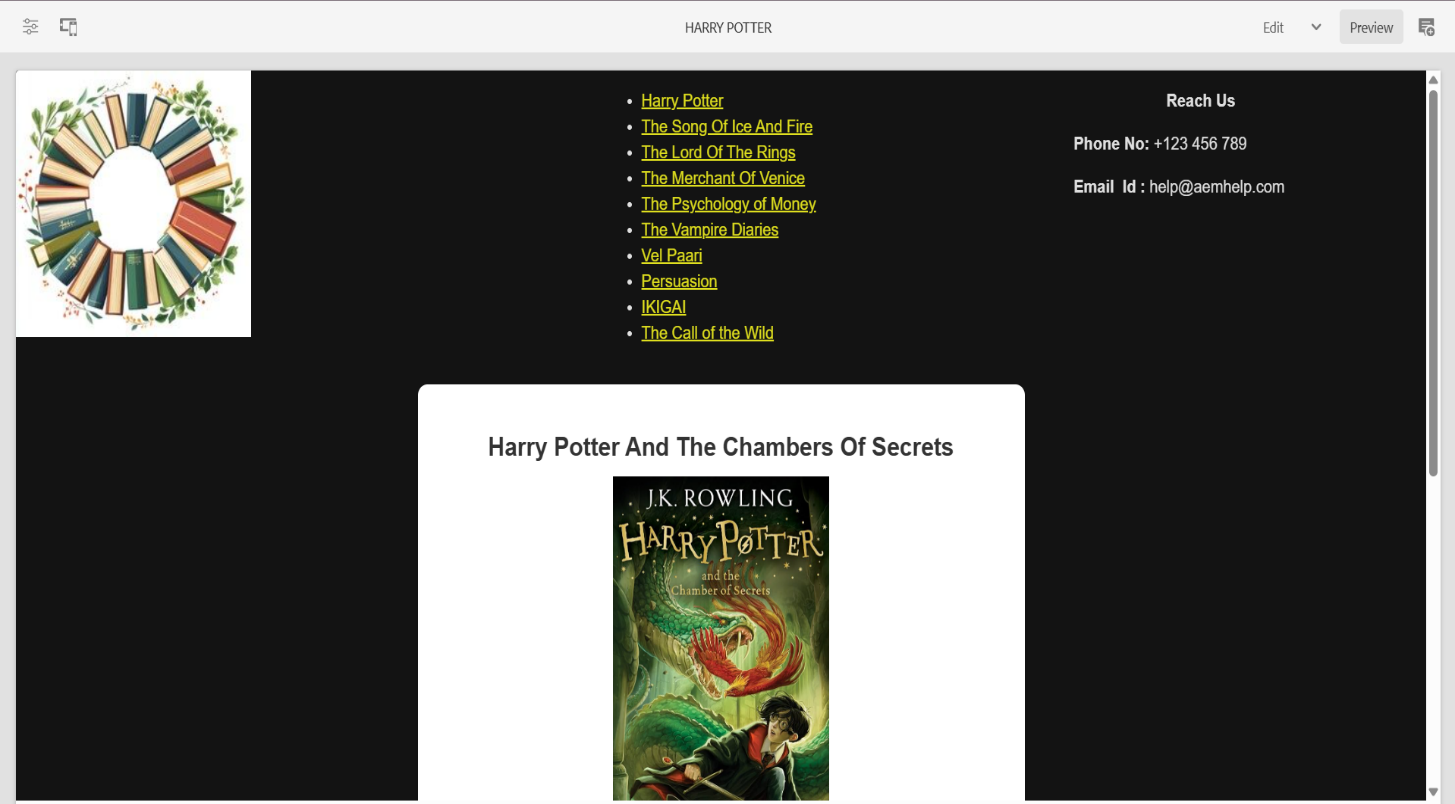 HARRY POTTER
Edit
Preview
Harry Potter
The Song Of Ice And Fire
The Lord Of The Rings
The Merchant Of Venice
The Psychology of Money
The Vampire Diaries
Vel Paari
Persuasion
IKIGAI
The Call of the Wild
Reach Us
Phone No: +123 456 789
Email  Id : help@aemhelp.com
Harry Potter And The Chambers Of Secrets
J.K. ROWLING
HARRY POTTER
and the
Chamber of Secrets